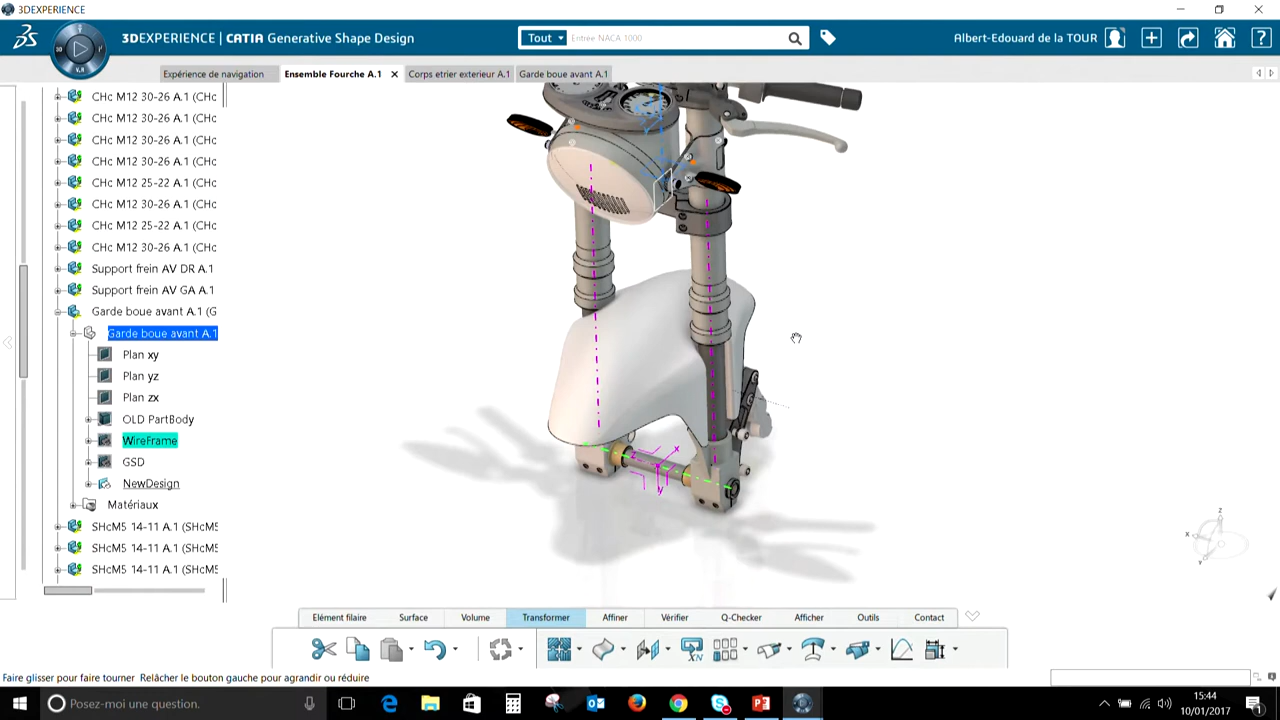 3DEXPERIENCE
3DEXPERIENCE | CATIA Generative Shape Design
Tout
Entrée NACA 1000
Albert-Edouard de la TOUR
3D
V.R
Expérience de navigation
Ensemble Fourche A.1
Corps etrier exterieur A.1
Garde boue avant A.1
CHc M12 30-26 A.1 (CHc
CHc M12 30-26 A.1 (CHc
CHc M12 30-26 A.1 (CHc
CHc M12 30-26 A.1 (CHc
CHc M12 25-22 A.1 (CHc
CHc M12 30-26 A.1 (CHc
CHc M12 25-22 A.1 (CHc
CHc M12 30-26 A.1 (CHc
Support frein AV DR A.1
Support frein AV GA A.1
Garde boue avant A.1 (G
Garde boue avant A.1
Plan xy
Plan yz
Plan zx
OLD PartBody
WireFrame
GSD
NewDesign
Matériaux
SHcM5 14-11 A.1 (SHcM5
SHcM5 14-11 A.1 (SHcM5
SHcM5 14-11 A.1 (SHcM5
z
x
y
z
x
y
Elément filaire
Surface
Volume
Transformer
Affiner
Vérifier
Q-Checker
Afficher
Outils
Contact
XN
Faire glisser pour faire tourner Relâcher le bouton gauche pour agrandir ou réduire
Posez-moi une question.
15:44
10/01/2017